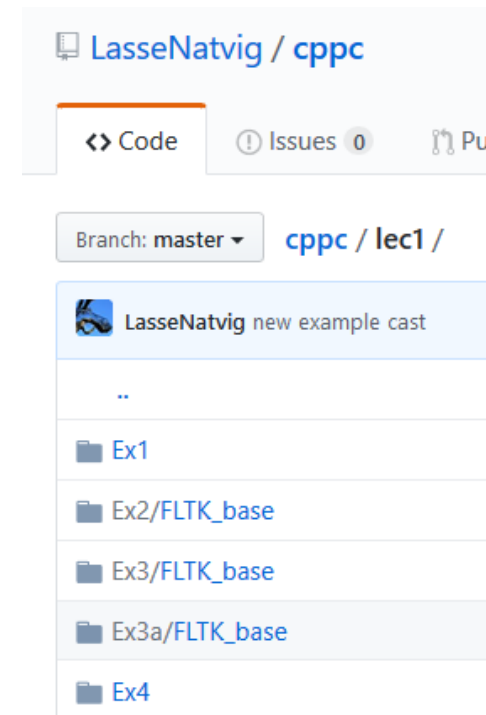 LasseNatvig / cppc
<> Code Issues 0 Pu
Branch: master cppc / lec1 /
LasseNatvig new example cast
..
Ex1
Ex2/FLTK_base
Ex3/FLTK_base
Ex3a/FLTK_base
Ex4